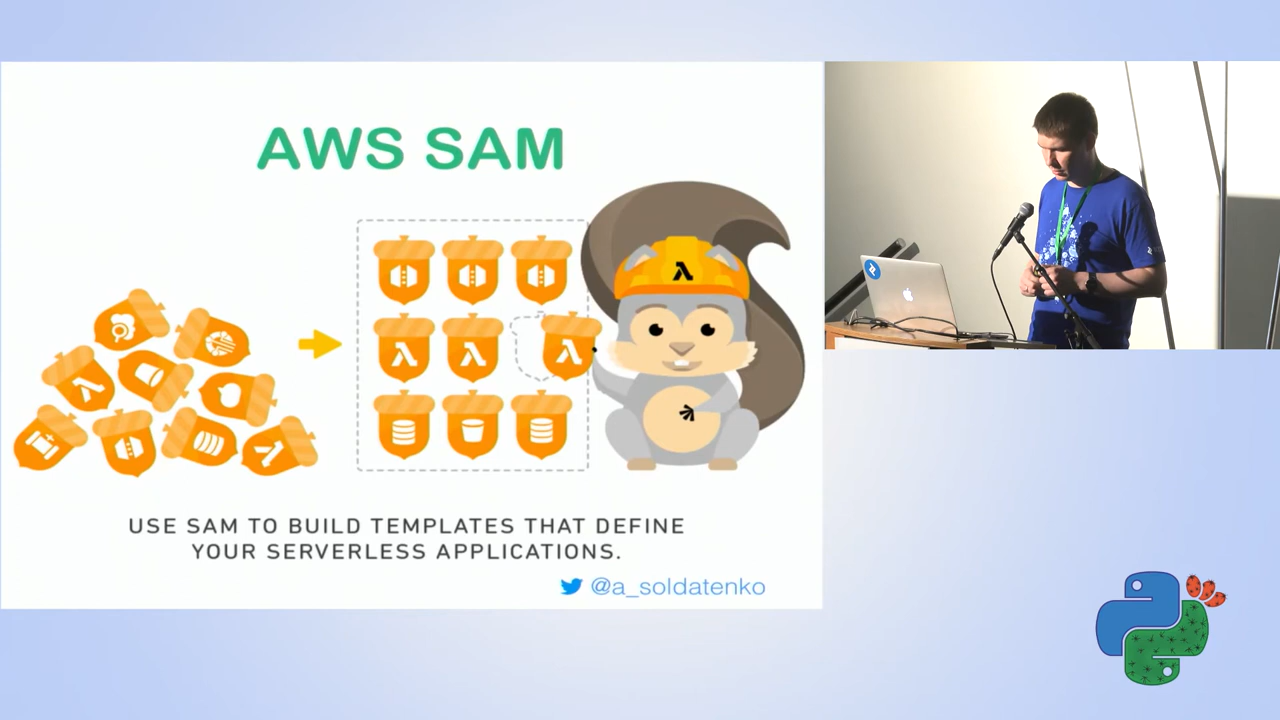 AWS SAM
USE SAM TO BUILD TEMPLATES THAT DEFINE
YOUR SERVERLESS APPLICATIONS.
@a_soldatenko